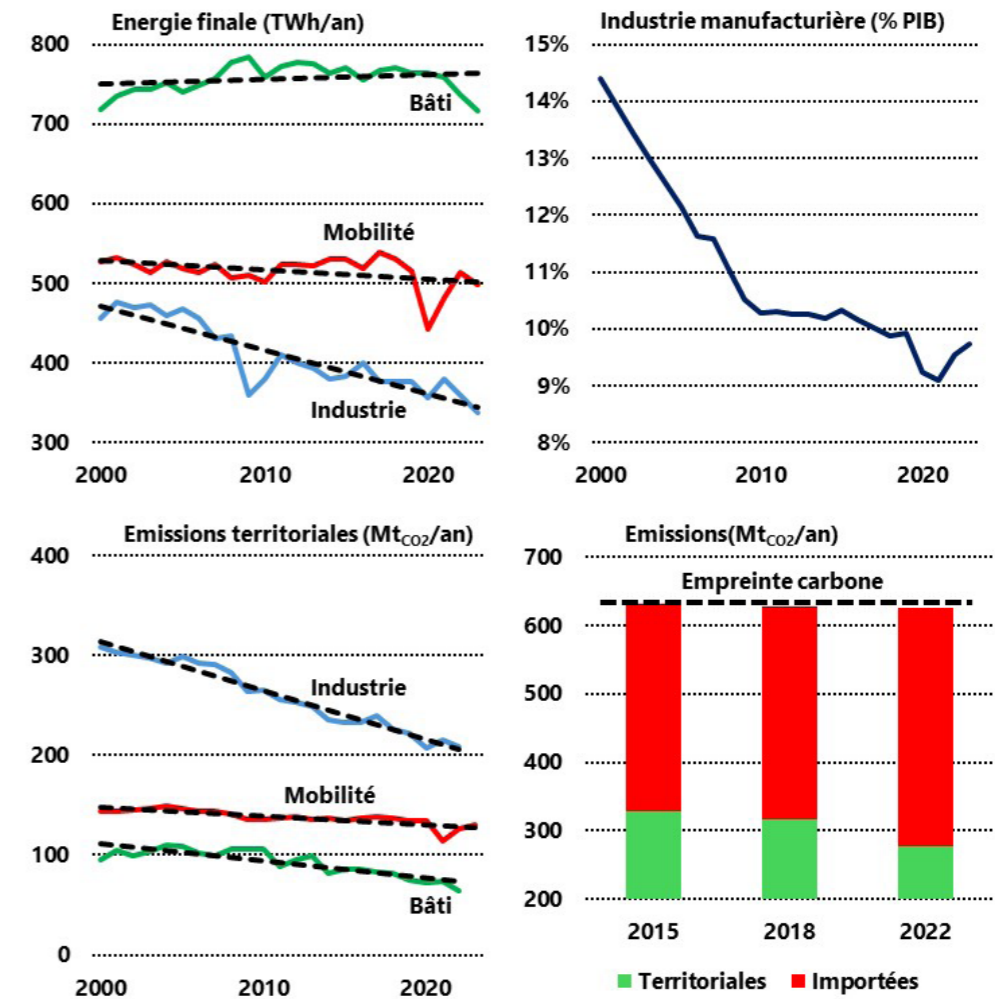 Energie finale (TWh/an)
800
700
600
500
400
300
Bâti
Mobilité
Industrie
2000 2010 2020
Industrie manufacturière (% PIB)
15%
14%
13%
12%
11%
10%
9%
8%
2000 2010 2020
Emissions territoriales (MtCO2/an)
400
300
200
100
0
Industrie
Mobilité
Bâti
2000 2010 2020
Emissions(MtCO2/an)
700
600
500
400
300
200
Empreinte carbone
2015 2018 2022
Territoriales Importées